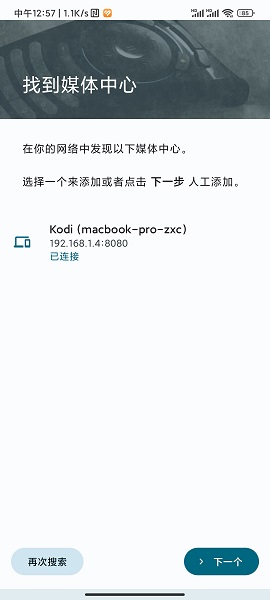 中午12:57 | 1.1K/s
85
找到媒体中心
在你的网络中发现以下媒体中心。
选择一个来添加或者点击 下一步 人工添加。
Kodi (macbook-pro-zxc)
192.168.1.4:8080
已连接
再次搜索
下一个